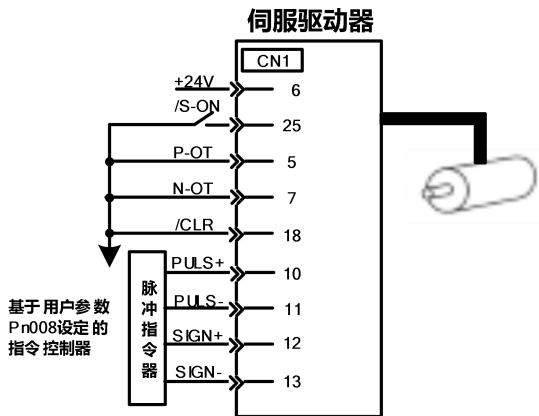 伺服驱动器
CN1
+24V 6
/S-ON 25
P-OT 5
N-OT 7
/CLR 18
PULS+ 10
PULS- 11
SIGN+ 12
SIGN- 13
脉冲指令器
基于用户参数
Pn008设定的
指令控制器